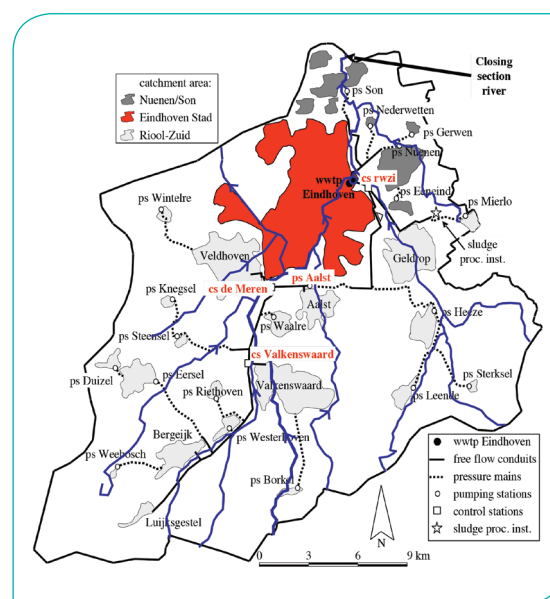 Closing
section
river
catchment area:
Nuenen/Son
Eindhoven Stad
Riool-Zuid
ps Son
ps Nederwetten
ps Gerwen
ps Nuenen
wwtp
Eindhoven
cs rwzi
ps Eeneind
ps Mierlo
sludge
proc. inst.
ps Wintelre
Veldhoven
Geldrop
ps Aalst
cs de Meren
ps Knegsel
Aalst
ps Heeze
ps Waalre
ps Steensel
cs Valkenswaard
ps Duizel
ps Eersel
ps Riethoven
Valkenswaard
ps Sterksel
ps Leende
Bergeijk
ps Westerhoven
ps Weebosch
ps Borkel
Luijksgestel
wwtp Eindhoven
free flow conduits
pressure mains
pumping stations
control stations
sludge proc. inst.
N
0 3 6 9 km